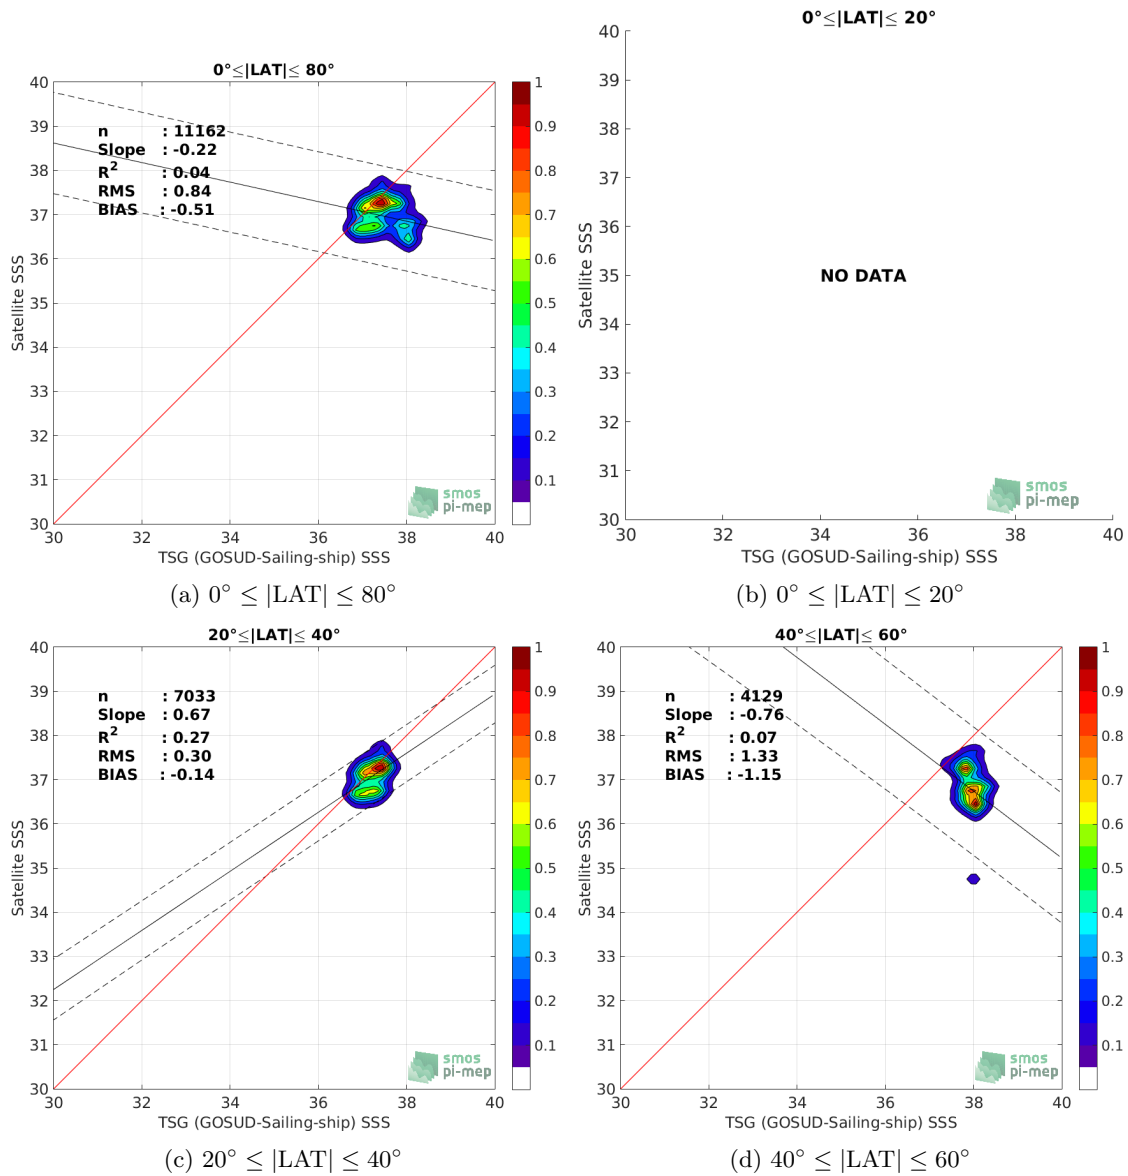 0°≤|LAT|≤ 80°
40
39
38
37
36
35
34
33
32
31
30
Satellite SSS
n : 11162
Slope : -0.22
R² : 0.04
RMS : 0.84
BIAS : -0.51
smos
pi-mep
30 32 34 36 38 40
TSG (GOSUD-Sailing-ship) SSS
1
0.9
0.8
0.7
0.6
0.5
0.4
0.3
0.2
0.1
(a) 0° ≤ |LAT| ≤ 80°
0°≤|LAT|≤ 20°
40
39
38
37
36
35
34
33
32
31
30
Satellite SSS
NO DATA
smos
pi-mep
30 32 34 36 38 40
TSG (GOSUD-Sailing-ship) SSS
(b) 0° ≤ |LAT| ≤ 20°
20°≤|LAT|≤ 40°
40
39
38
37
36
35
34
33
32
31
30
Satellite SSS
n : 7033
Slope : 0.67
R² : 0.27
RMS : 0.30
BIAS : -0.14
smos
pi-mep
30 32 34 36 38 40
TSG (GOSUD-Sailing-ship) SSS
1
0.9
0.8
0.7
0.6
0.5
0.4
0.3
0.2
0.1
(c) 20° ≤ |LAT| ≤ 40°
40°≤|LAT|≤ 60°
40
39
38
37
36
35
34
33
32
31
30
Satellite SSS
n : 4129
Slope : -0.76
R² : 0.07
RMS : 1.33
BIAS : -1.15
smos
pi-mep
30 32 34 36 38 40
TSG (GOSUD-Sailing-ship) SSS
1
0.9
0.8
0.7
0.6
0.5
0.4
0.3
0.2
0.1
(d) 40° ≤ |LAT| ≤ 60°